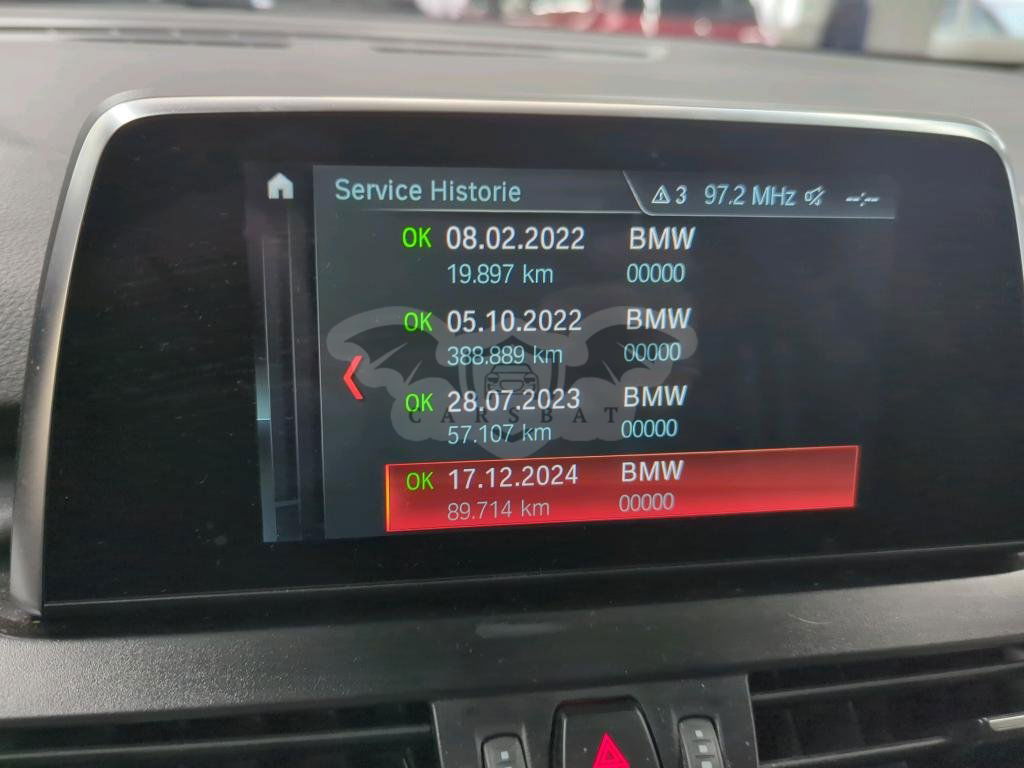 Service Historie 3 97.2 MHz --:--
OK 08.02.2022 BMW
19.897 km 00000
OK 05.10.2022 BMW
388.889 km 00000
OK 28.07.2023 BMW
CARSBAT
57.107 km 00000
OK 17.12.2024 BMW
89.714 km 00000